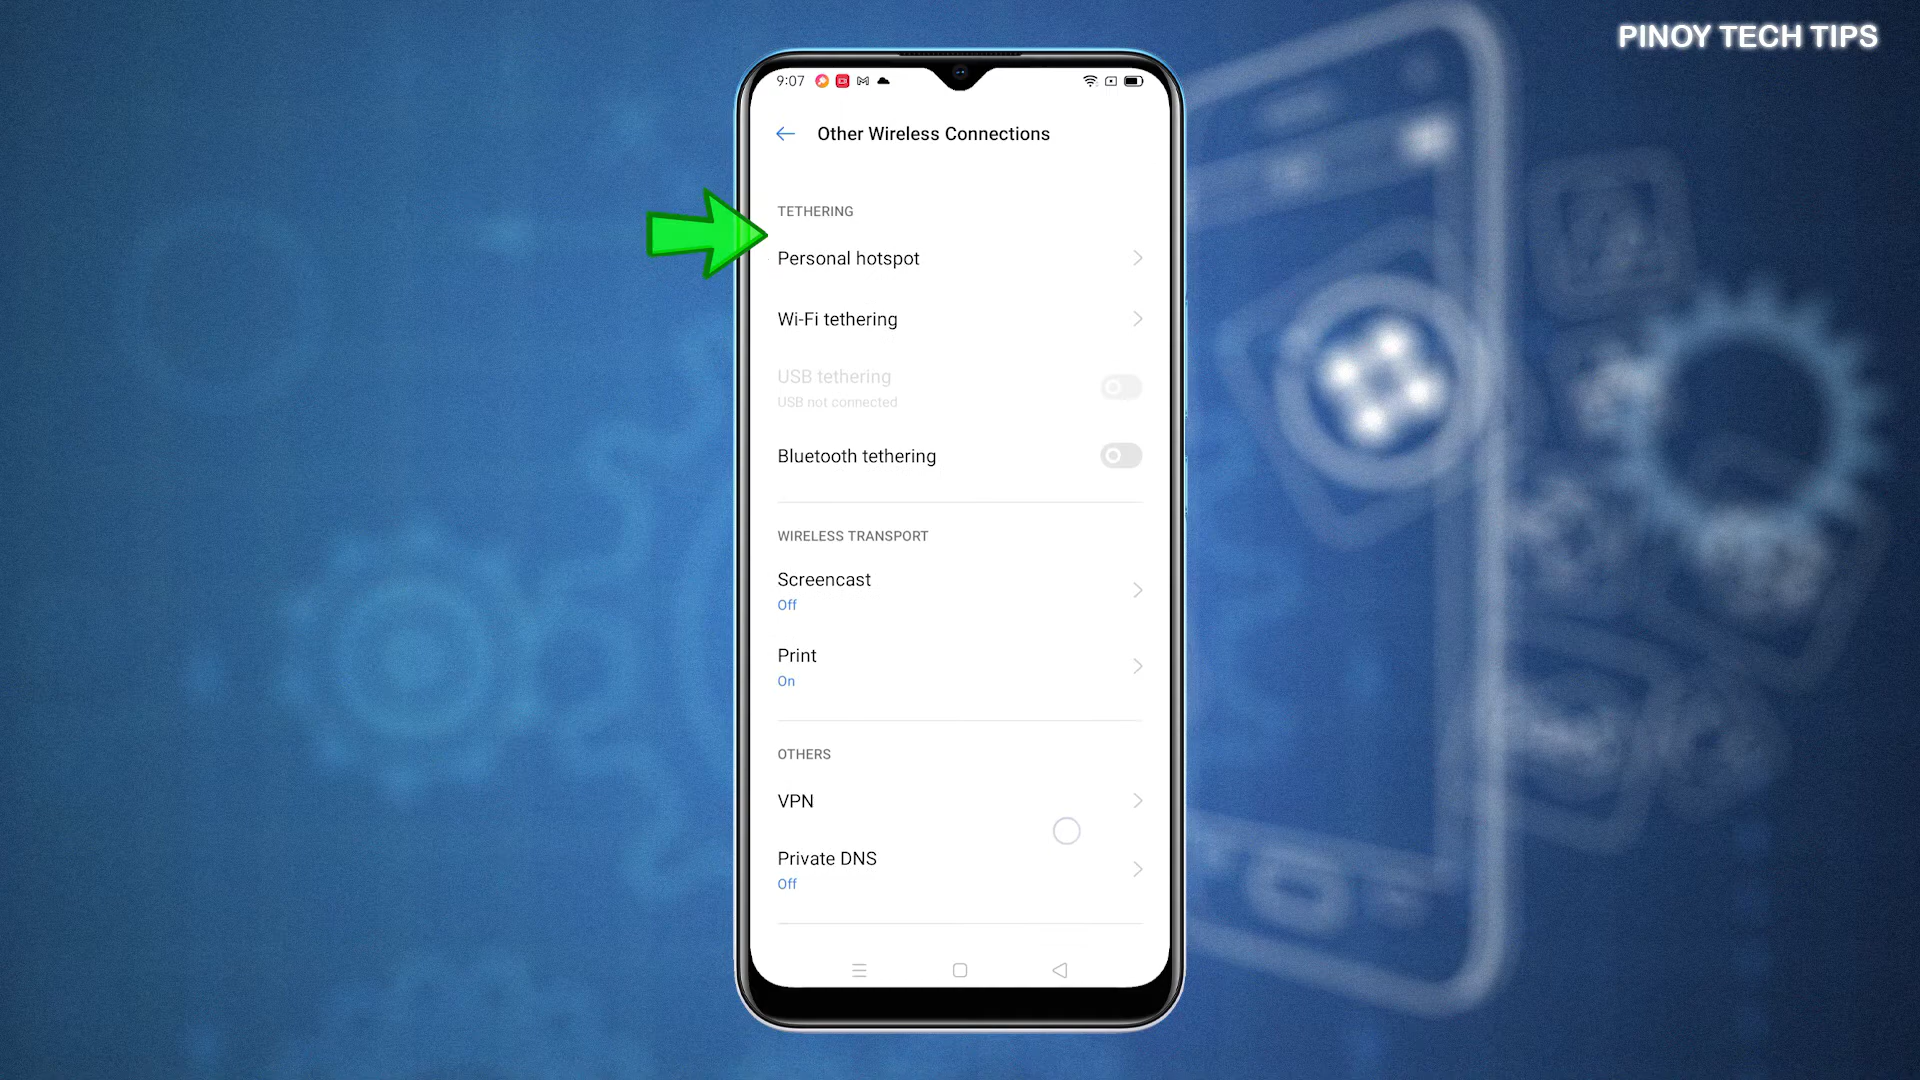 PINOY TECH TIPS
9:07
Other Wireless Connections
TETHERING
Personal hotspot
Wi-Fi tethering
USB tethering
USB not connected
Bluetooth tethering
WIRELESS TRANSPORT
Screencast
Off
Print
On
OTHERS
VPN
Private DNS
Off